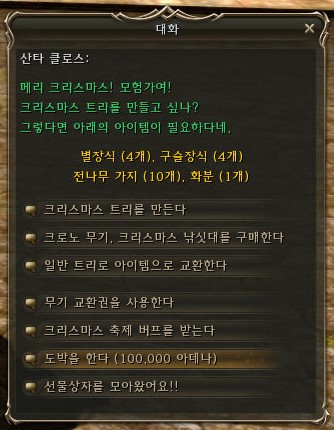 대화
산타 클로스:
메리 크리스마스! 모험가여!
크리스마스 트리를 만들고 싶나?
그렇다면 아래의 아이템이 필요하다네.
별장식 (4개), 구슬장식 (4개)
전나무 가지 (10개), 화분 (1개)
크리스마스 트리를 만든다
크로노 무기, 크리스마스 낚싯대를 구매한다
일반 트리로 아이템으로 교환한다
무기 교환권을 사용한다
크리스마스 축제 버프를 받는다
도박을 한다 (100,000 아데나)
선물상자를 모아왔어요!!